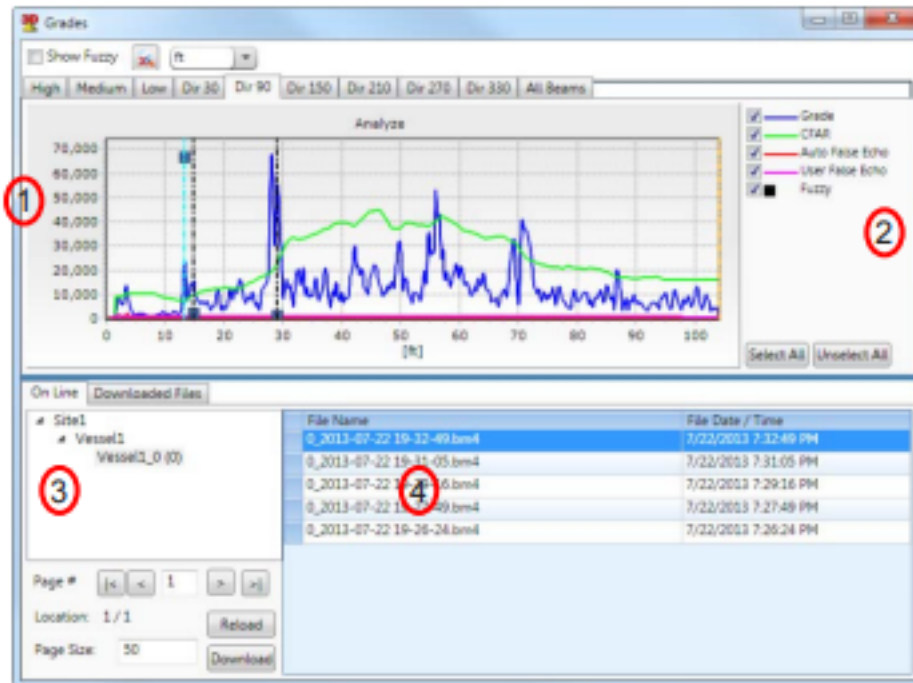 Grades
Show Fuzzy ft
High Medium Low Dir 30 Dir 90 Dir 150 Dir 210 Dir 270 Dir 330 All Beams
Analyze
70,000
60,000
50,000
40,000
30,000
20,000
10,000
0
0 10 20 30 40 50 60 70 80 90 100
[ft]
1
Grade
CFAR
Auto False Echo
User False Echo
Fuzzy
2
Select All Unselect All
On Line Downloaded Files
Site1
Vessel1
Vessel1_0 (0)
3
Page # |< < 1 > >|
Location: 1 / 1
Reload
Page Size: 50
Download
File Name File Date / Time
0_2013-07-22 19-32-49.bm4 7/22/2013 7:32:49 PM
0_2013-07-22 19-31-05.bm4 7/22/2013 7:31:05 PM
0_2013-07-22 7/22/2013 7:29:16 PM
4
0_2013-07-22 7/22/2013 7:27:49 PM
0_2013-07-22 19-26-24.bm4 7/22/2013 7:26:24 PM